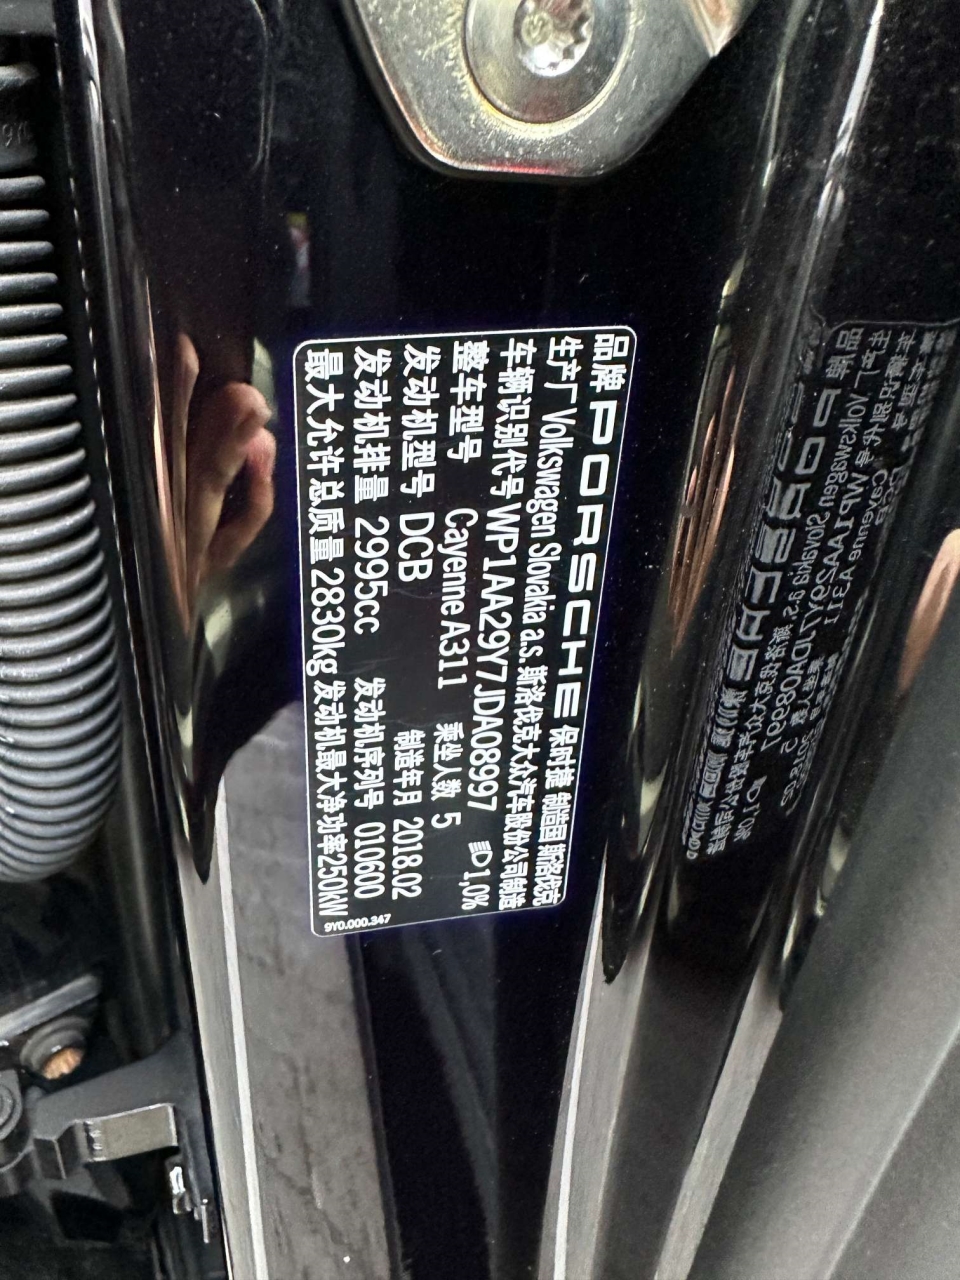 品牌 PORSCHE 保时捷 制造国 斯洛伐克
生产厂 Volkswagen Slovakia a.s. 斯洛伐克大众汽车股份公司制造
车辆识别代号 WP1AA29Y7JDA08997 1,0%
整车型号 Cayenne A311 乘坐人数 5
发动机型号 DCB 制造年月 2018.02
发动机排量 2995cc 发动机序列号 010600
最大允许总质量 2830kg 发动机最大净功率250kW
9Y0.000.347